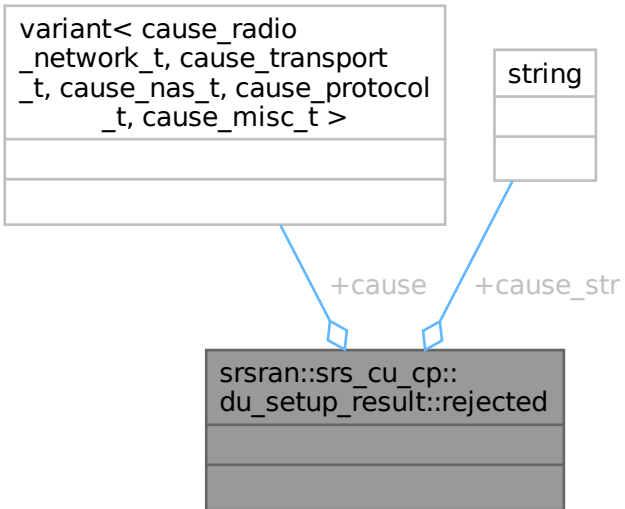 variant< cause_radio
_network_t, cause_transport
_t, cause_nas_t, cause_protocol
_t, cause_misc_t >
string
+cause
+cause_str
srsran::srs_cu_cp::
du_setup_result::rejected